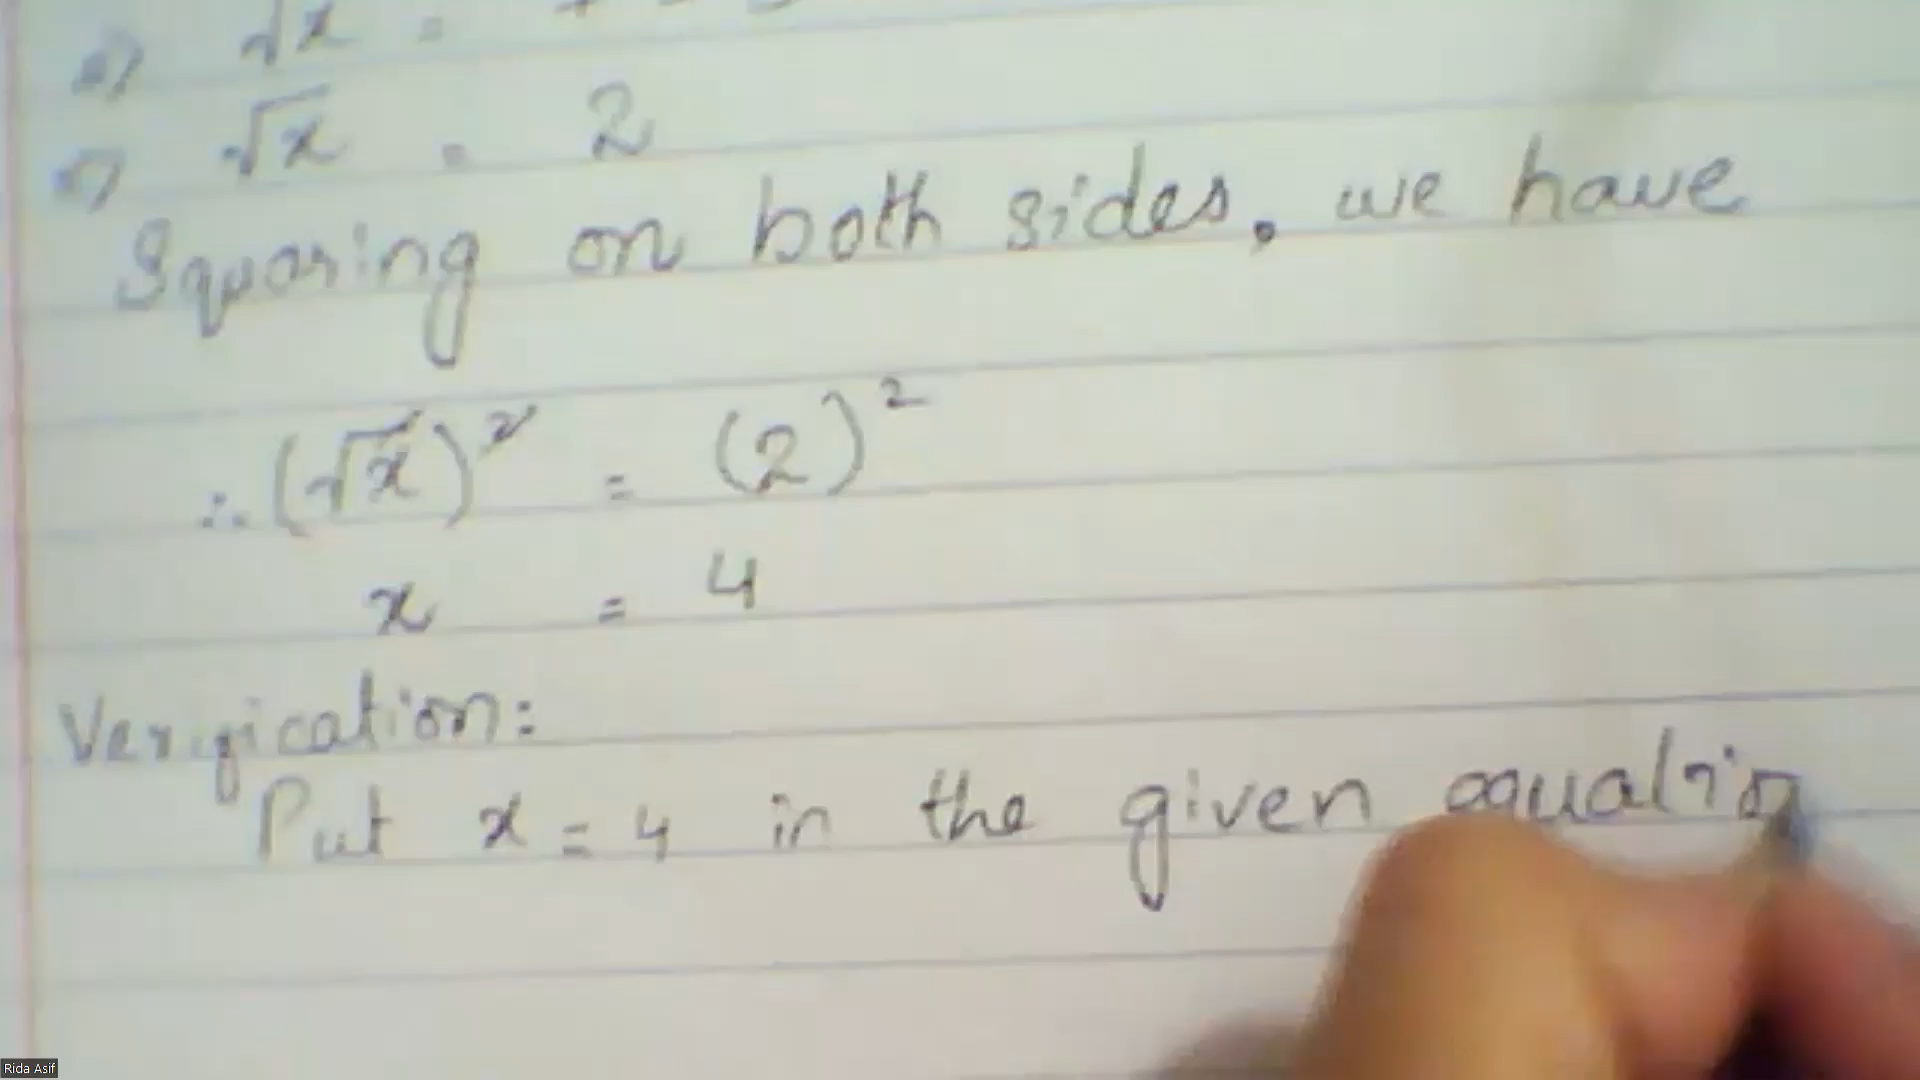 ⇒ √x =
⇒ √x = 2
Squaring on both sides, we have
∴ (√x)² = (2)²
x = 4
Verification:
Put x = 4 in the given
Rida Asif